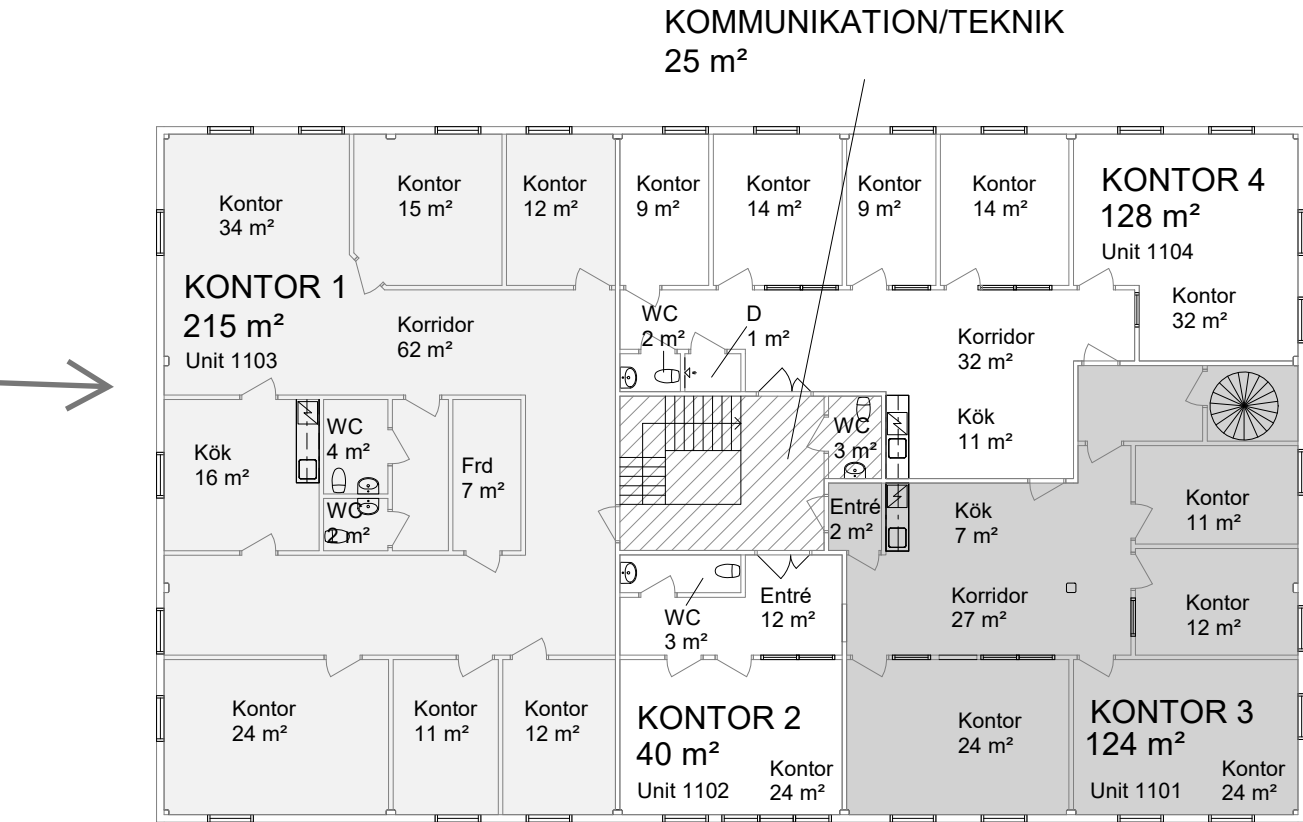 KOMMUNIKATION/TEKNIK
25 m²
Kontor
34 m²
Kontor
15 m²
Kontor
12 m²
Kontor
9 m²
Kontor
14 m²
Kontor
9 m²
Kontor
14 m²
KONTOR 4
128 m²
Unit 1104
Kontor
32 m²
KONTOR 1
215 m²
Unit 1103
Korridor
62 m²
WC
2 m²
D
1 m²
Korridor
32 m²
Kök
11 m²
Kök
16 m²
WC
4 m²
WC
2 m²
Frd
7 m²
WC
3 m²
Entré
2 m²
Kök
7 m²
Kontor
11 m²
Korridor
27 m²
Kontor
12 m²
WC
3 m²
Entré
12 m²
Kontor
24 m²
Kontor
11 m²
Kontor
12 m²
KONTOR 2
40 m²
Unit 1102
Kontor
24 m²
Kontor
24 m²
KONTOR 3
124 m²
Unit 1101
Kontor
24 m²